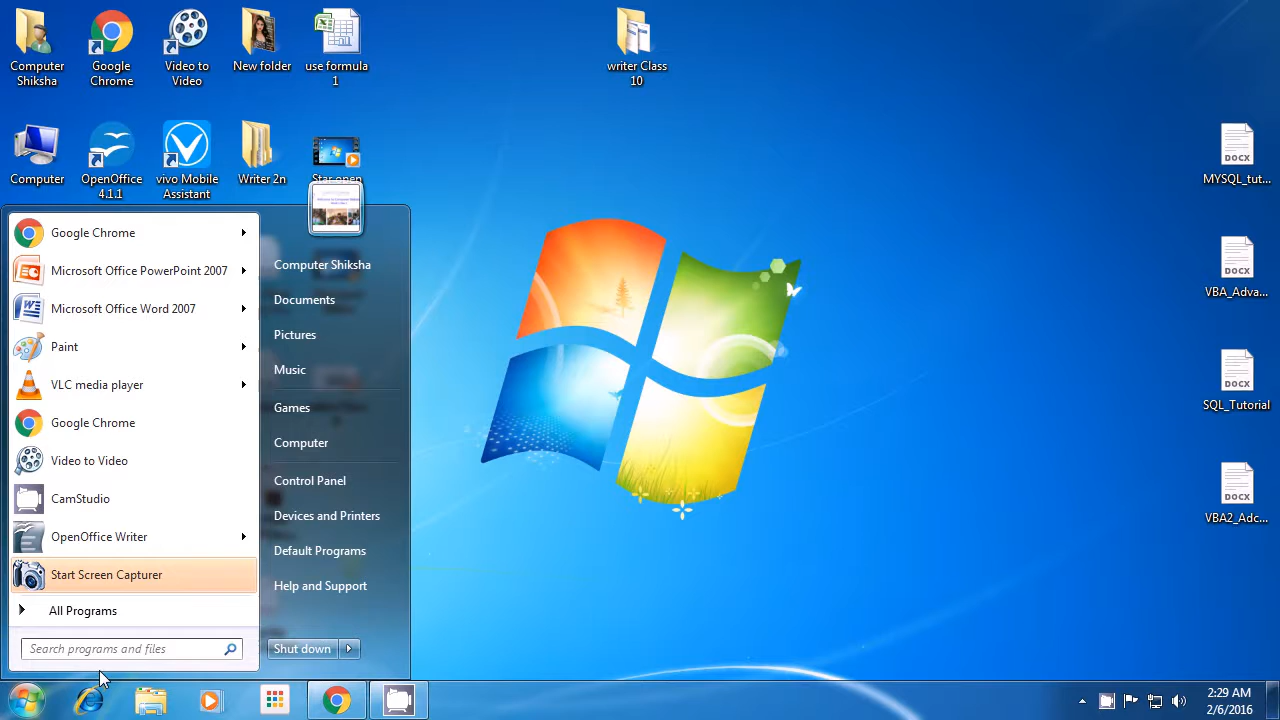 Computer
Shiksha
Google
Chrome
Video to
Video
New folder
use formula
1
writer Class
10
Computer
OpenOffice
4.1.1
vivo Mobile
Assistant
Writer 2n
Star open
MYSQL_tut...
VBA_Adva...
SQL_Tutorial
VBA2_Adc...
Google Chrome
Microsoft Office PowerPoint 2007
Microsoft Office Word 2007
Paint
VLC media player
Google Chrome
Video to Video
CamStudio
OpenOffice Writer
Start Screen Capturer
All Programs
Search programs and files
Computer Shiksha
Documents
Pictures
Music
Games
Computer
Control Panel
Devices and Printers
Default Programs
Help and Support
Shut down
2:29 AM
2/6/2016